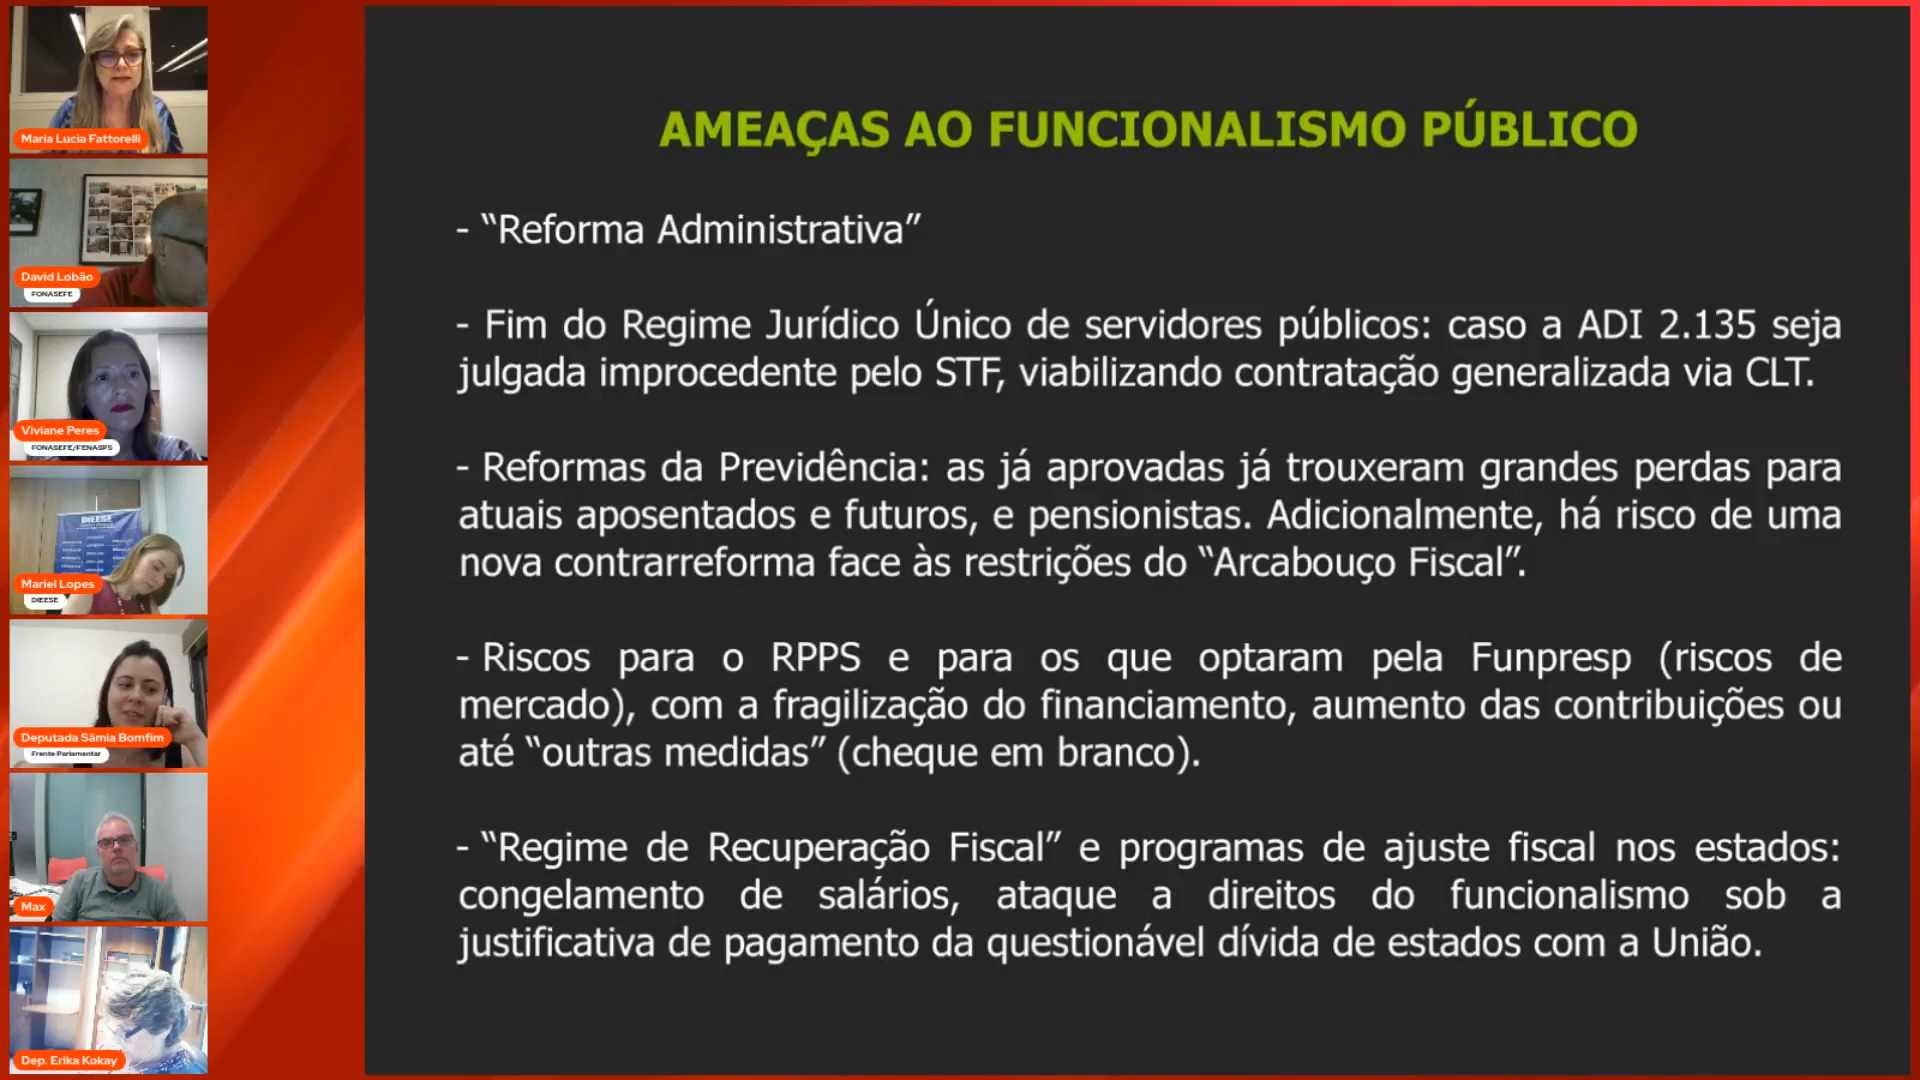 Maria Lucia Fattorelli
David Lobão
FONASEFE
Viviane Peres
FONASEFE/FENASPS
DIEESE
Mariel Lopes
DIEESE
Deputada Sâmia Bomfim
Frente Parlamentar
Max
Dep. Erika Kokay
AMEAÇAS AO FUNCIONALISMO PÚBLICO
- “Reforma Administrativa”
- Fim do Regime Jurídico Único de servidores públicos: caso a ADI 2.135 seja
julgada improcedente pelo STF, viabilizando contratação generalizada via CLT.
- Reformas da Previdência: as já aprovadas já trouxeram grandes perdas para
atuais aposentados e futuros, e pensionistas. Adicionalmente, há risco de uma
nova contrarreforma face às restrições do “Arcabouço Fiscal”.
- Riscos para o RPPS e para os que optaram pela Funpresp (riscos de
mercado), com a fragilização do financiamento, aumento das contribuições ou
até “outras medidas” (cheque em branco).
- “Regime de Recuperação Fiscal” e programas de ajuste fiscal nos estados:
congelamento de salários, ataque a direitos do funcionalismo sob a
justificativa de pagamento da questionável dívida de estados com a União.